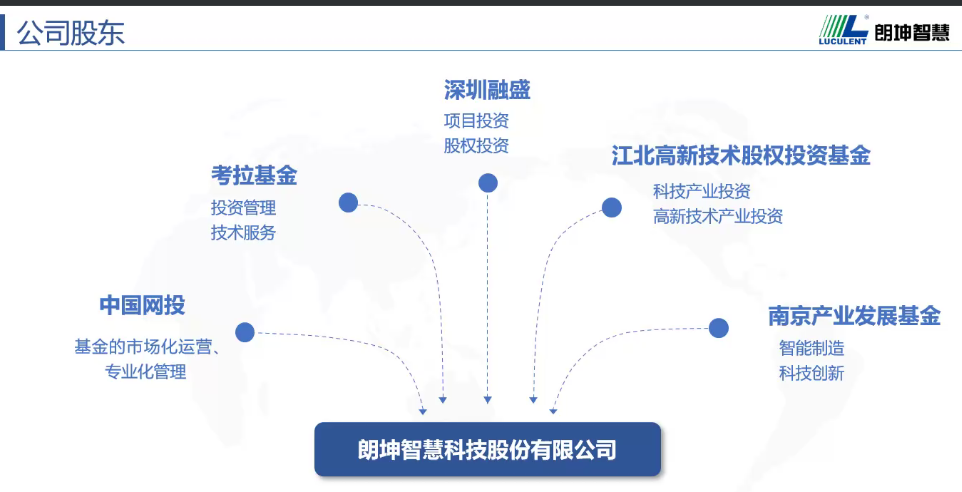 公司股东
LUCULENT
®
朗坤智慧
深圳融盛
项目投资
股权投资
江北高新技术股权投资基金
科技产业投资
高新技术产业投资
考拉基金
投资管理
技术服务
中国网投
基金的市场化运营、
专业化管理
南京产业发展基金
智能制造
科技创新
朗坤智慧科技股份有限公司